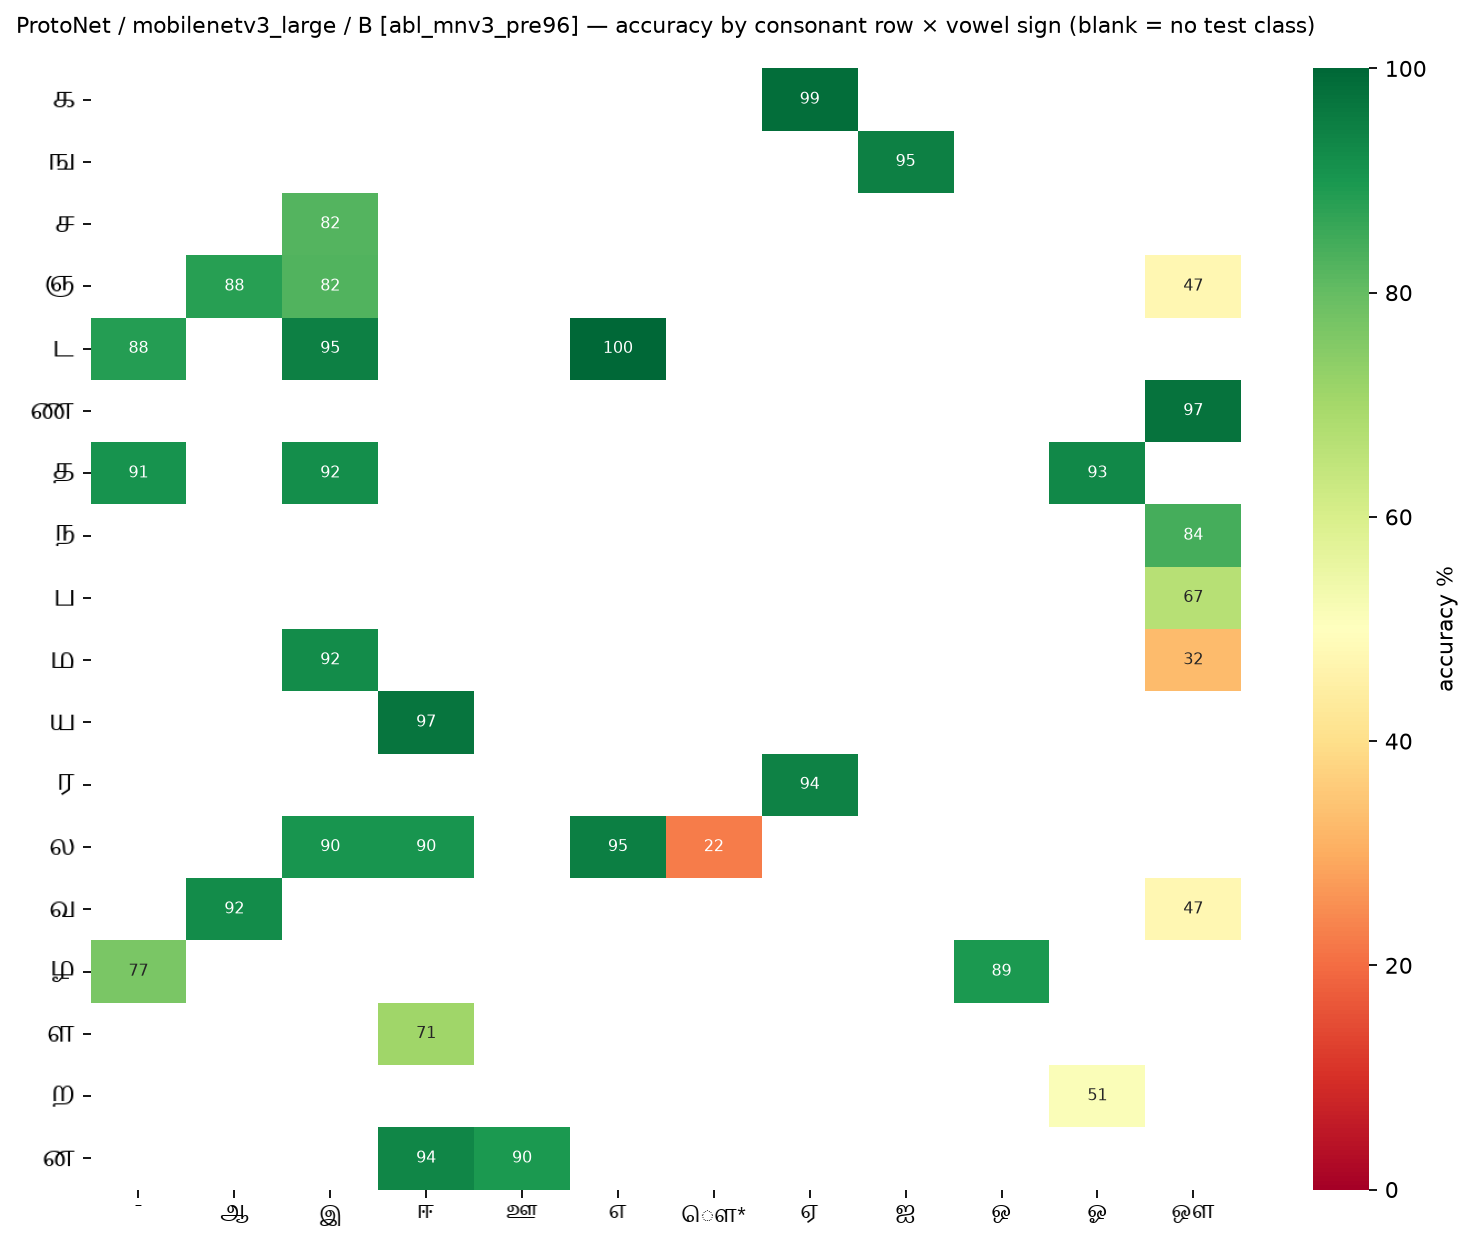 ProtoNet / mobilenetv3_large / B [abl_mnv3_pre96] — accuracy by consonant row × vowel sign (blank = no test class)
க 99
ங 95
ச 82
ஞ 88 82 47
ட 88 95 100
ண 97
த 91 92 93
ந 84
ப 67
ம 92 32
ய 97
ர 94
ல 90 90 95 22
வ 92 47
ழ 77 89
ள 71
ற 51
ன 94 90
- ஆ இ ஈ ஊ எ ௌ* ஏ ஐ ஒ ஓ ஔ
100
80
60
40
20
0
accuracy %